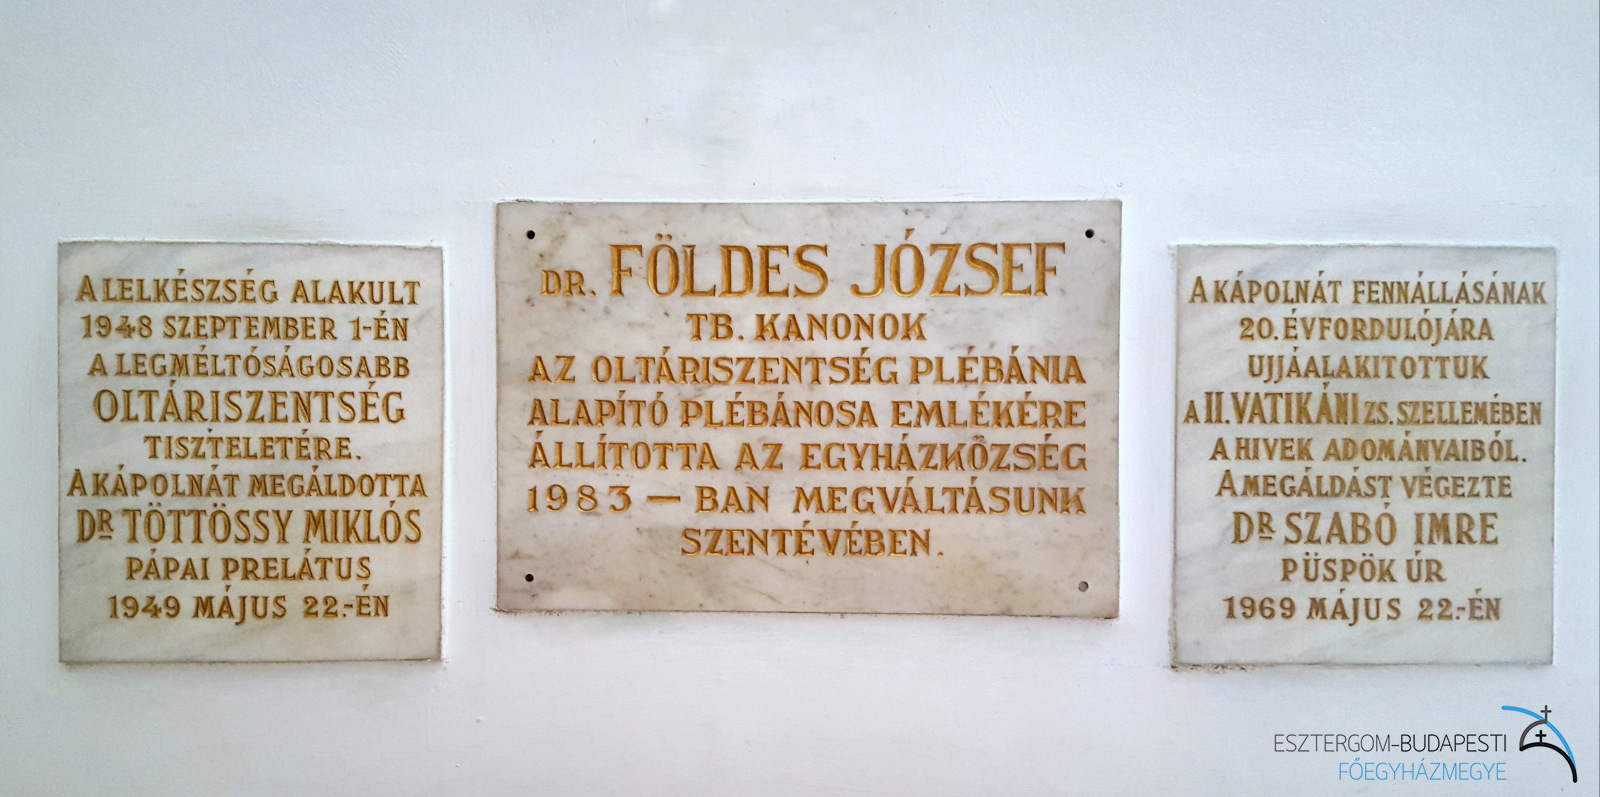 A LELKÉSZSÉG ALAKULT
1948 SZEPTEMBER 1-ÉN
A LEGMÉLTÓSÁGOSABB
OLTÁRISZENTSÉG
TISZTELETÉRE.
A KÁPOLNÁT MEGÁLDOTTA
DR TÖTTÖSSY MIKLÓS
PÁPAI PRELÁTUS
1949 MÁJUS 22.-ÉN
DR. FÖLDES JÓZSEF
TB. KANONOK
AZ OLTÁRISZENTSÉG PLÉBÁNIA
ALAPÍTÓ PLÉBÁNOSA EMLÉKÉRE
ÁLLÍTOTTA AZ EGYHÁZKÖZSÉG
1983 — BAN MEGVÁLTÁSUNK
SZENTÉVÉBEN.
A KÁPOLNÁT FENNÁLLÁSÁNAK
20. ÉVFORDULÓJÁRA
UJJÁALAKITOTTUK
A II. VATIKÁNI ZS. SZELLEMÉBEN
A HIVEK ADOMÁNYAIBÓL.
A MEGÁLDÁST VÉGEZTE
DR SZABÓ IMRE
PÜSPÖK ÚR
1969 MÁJUS 22.-ÉN
ESZTERGOM-BUDAPESTI
FŐEGYHÁZMEGYE